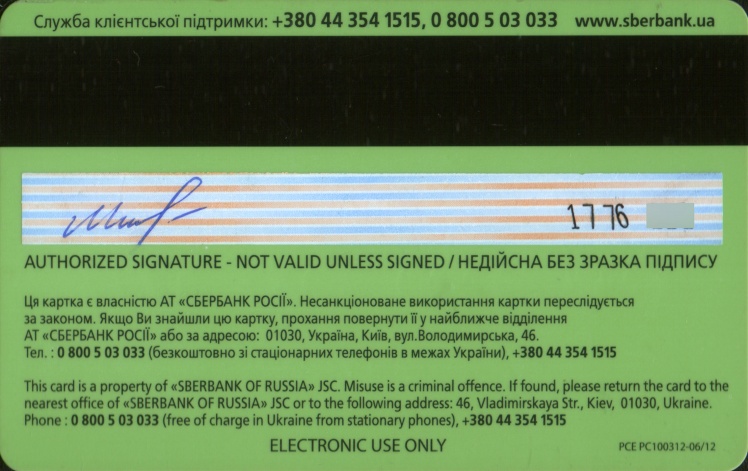 Служба клієнтської підтримки: +380 44 354 1515, 0 800 5 03 033 www.sberbank.ua
1776
AUTHORIZED SIGNATURE - NOT VALID UNLESS SIGNED / НЕДІЙСНА БЕЗ ЗРАЗКА ПІДПИСУ
Ця картка є власністю АТ «СБЕРБАНК РОСІЇ». Несанкціоноване використання картки переслідується
за законом. Якщо Ви знайшли цю картку, прохання повернути її у найближче відділення
АТ «СБЕРБАНК РОСІЇ» або за адресою: 01030, Україна, Київ, вул.Володимирська, 46.
Тел. : 0 800 5 03 033 (безкоштовно зі стаціонарних телефонів в межах України), +380 44 354 1515
This card is a property of «SBERBANK OF RUSSIA» JSC. Misuse is a criminal offence. If found, please return the card to the
nearest office of «SBERBANK OF RUSSIA» JSC or to the following address: 46, Vladimirskaya Str., Kiev, 01030, Ukraine.
Phone : 0 800 5 03 033 (free of charge in Ukraine from stationary phones), +380 44 354 1515
ELECTRONIC USE ONLY
PCE PC100312-06/12